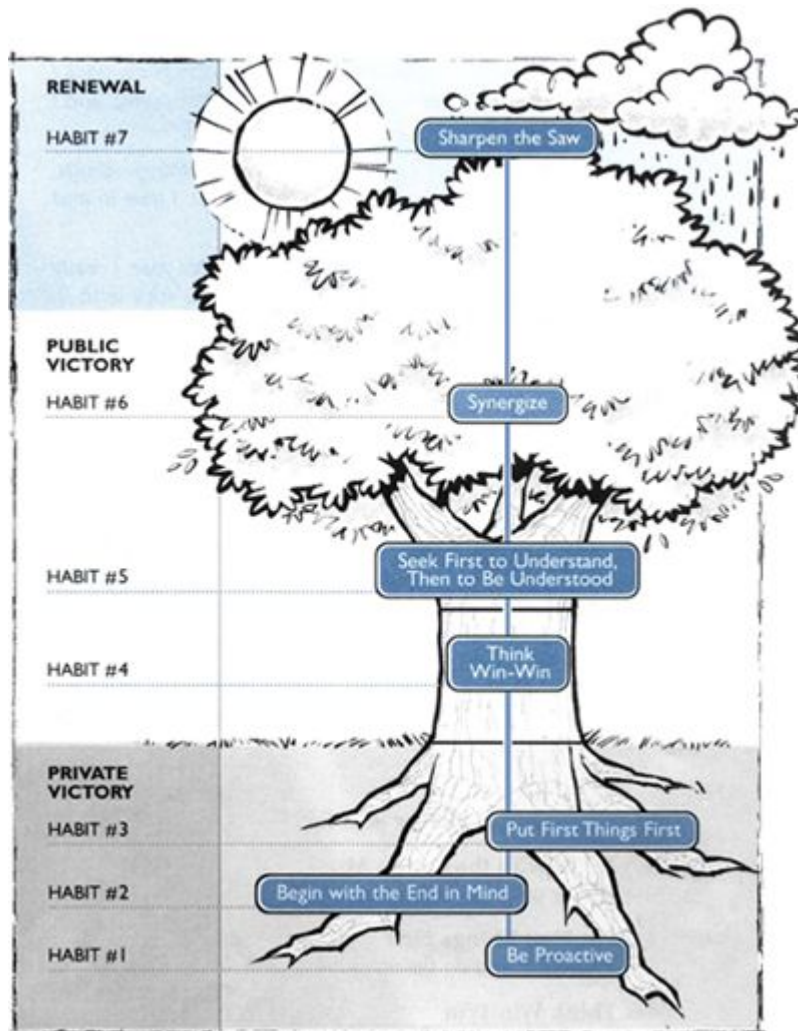 RENEWAL
HABIT #7
Sharpen the Saw
PUBLIC
VICTORY
HABIT #6
Synergize
HABIT #5
Seek First to Understand,
Then to Be Understood
HABIT #4
Think
Win-Win
PRIVATE
VICTORY
HABIT #3
Put First Things First
HABIT #2
Begin with the End in Mind
HABIT #1
Be Proactive